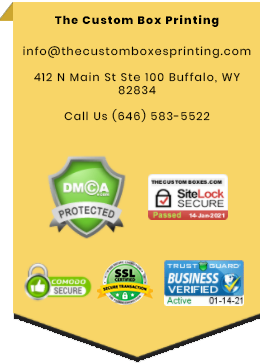 The Custom Box Printing
info@thecustomboxesprinting.com
412 N Main St Ste 100 Buffalo, WY
82834
Call Us (646) 583-5522
DMCA
.com
PROTECTED
THECUSTOMBOXES.COM
SiteLock
SECURE
Passed 14-Jan-2021
COMODO
SECURE
SSL
CERTIFIED
SECURE TRANSACTION
TRUST GUARD
BUSINESS
VERIFIED
Active 01-14-21